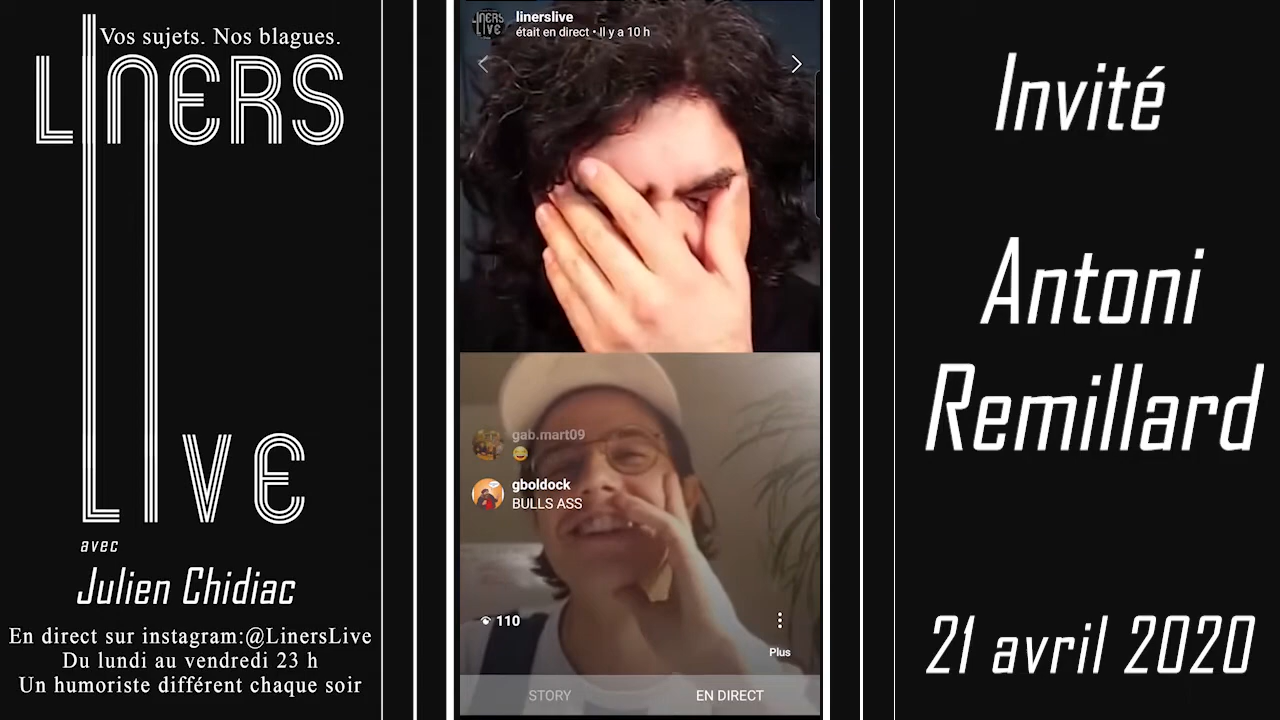 Vos sujets. Nos blagues.
LINERS
LIVE
avec
Julien Chidiac
En direct sur instagram:@LinersLive
Du lundi au vendredi 23 h
Un humoriste différent chaque soir
LINERS
LIVE
linerslive
était en direct • Il y a 10 h
gab.mart09
😄
gboldock
BULLS ASS
110
Plus
STORY
EN DIRECT
Invité
Antoni
Remillard
21 avril 2020